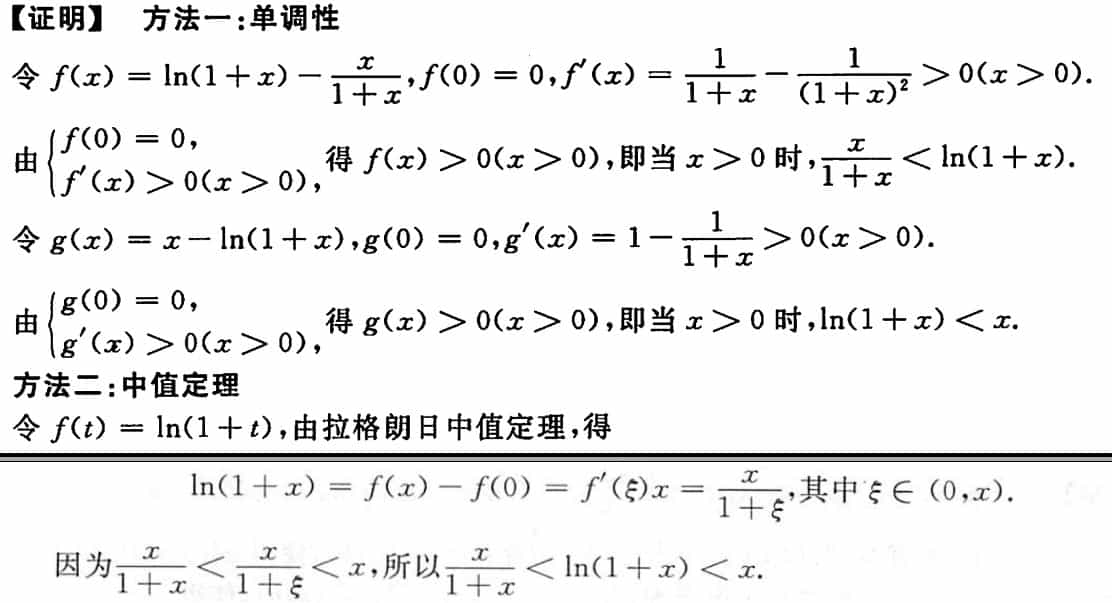 【证明】 方法一:单调性
令 f(x) = ln(1+x) - \frac{x}{1+x}, f(0) = 0, f'(x) = \frac{1}{1+x} - \frac{1}{(1+x)^2} > 0(x > 0).
由 \begin{cases} f(0) = 0, \\ f'(x) > 0(x > 0), \end{cases} 得 f(x) > 0(x > 0), 即当 x > 0 时, \frac{x}{1+x} < ln(1+x).
令 g(x) = x - ln(1+x), g(0) = 0, g'(x) = 1 - \frac{1}{1+x} > 0(x > 0).
由 \begin{cases} g(0) = 0, \\ g'(x) > 0(x > 0), \end{cases} 得 g(x) > 0(x > 0), 即当 x > 0 时, ln(1+x) < x.
方法二:中值定理
令 f(t) = ln(1+t), 由拉格朗日中值定理, 得
ln(1+x) = f(x) - f(0) = f'(ξ)x = \frac{x}{1+ξ}, 其中 ξ ∈ (0,x).
因为 \frac{x}{1+x} < \frac{x}{1+ξ} < x, 所以 \frac{x}{1+x} < ln(1+x) < x.